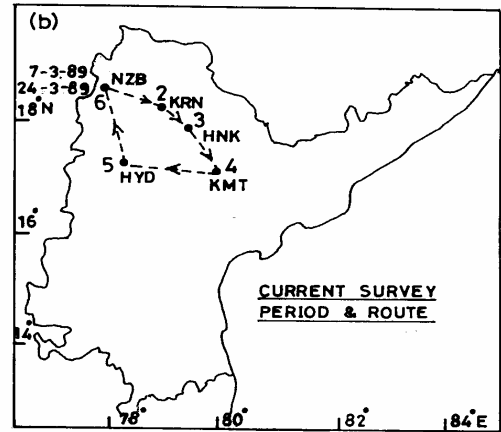 (b)
7-3-89
24-3-89
NZB
6
2
KRN
3
HNK
4
KMT
5
HYD
18°N
16°
14°
CURRENT SURVEY
PERIOD & ROUTE
78°
80°
82°
84°E